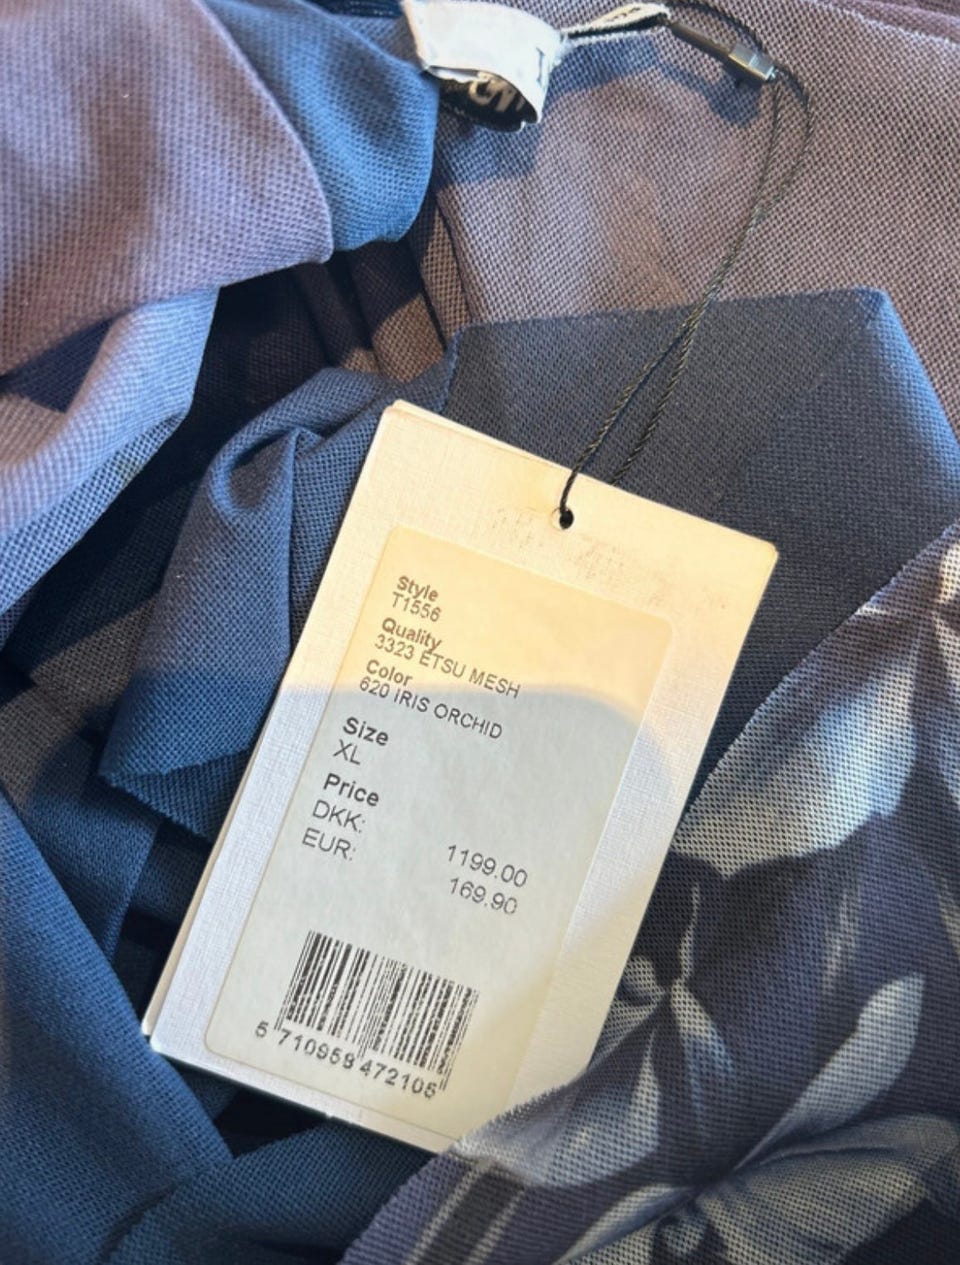 Style
T1556
Quality
3323 ETSU MESH
Color
620 IRIS ORCHID
Size
XL
Price
DKK: 1199.00
EUR: 169.90
5 710959 472105